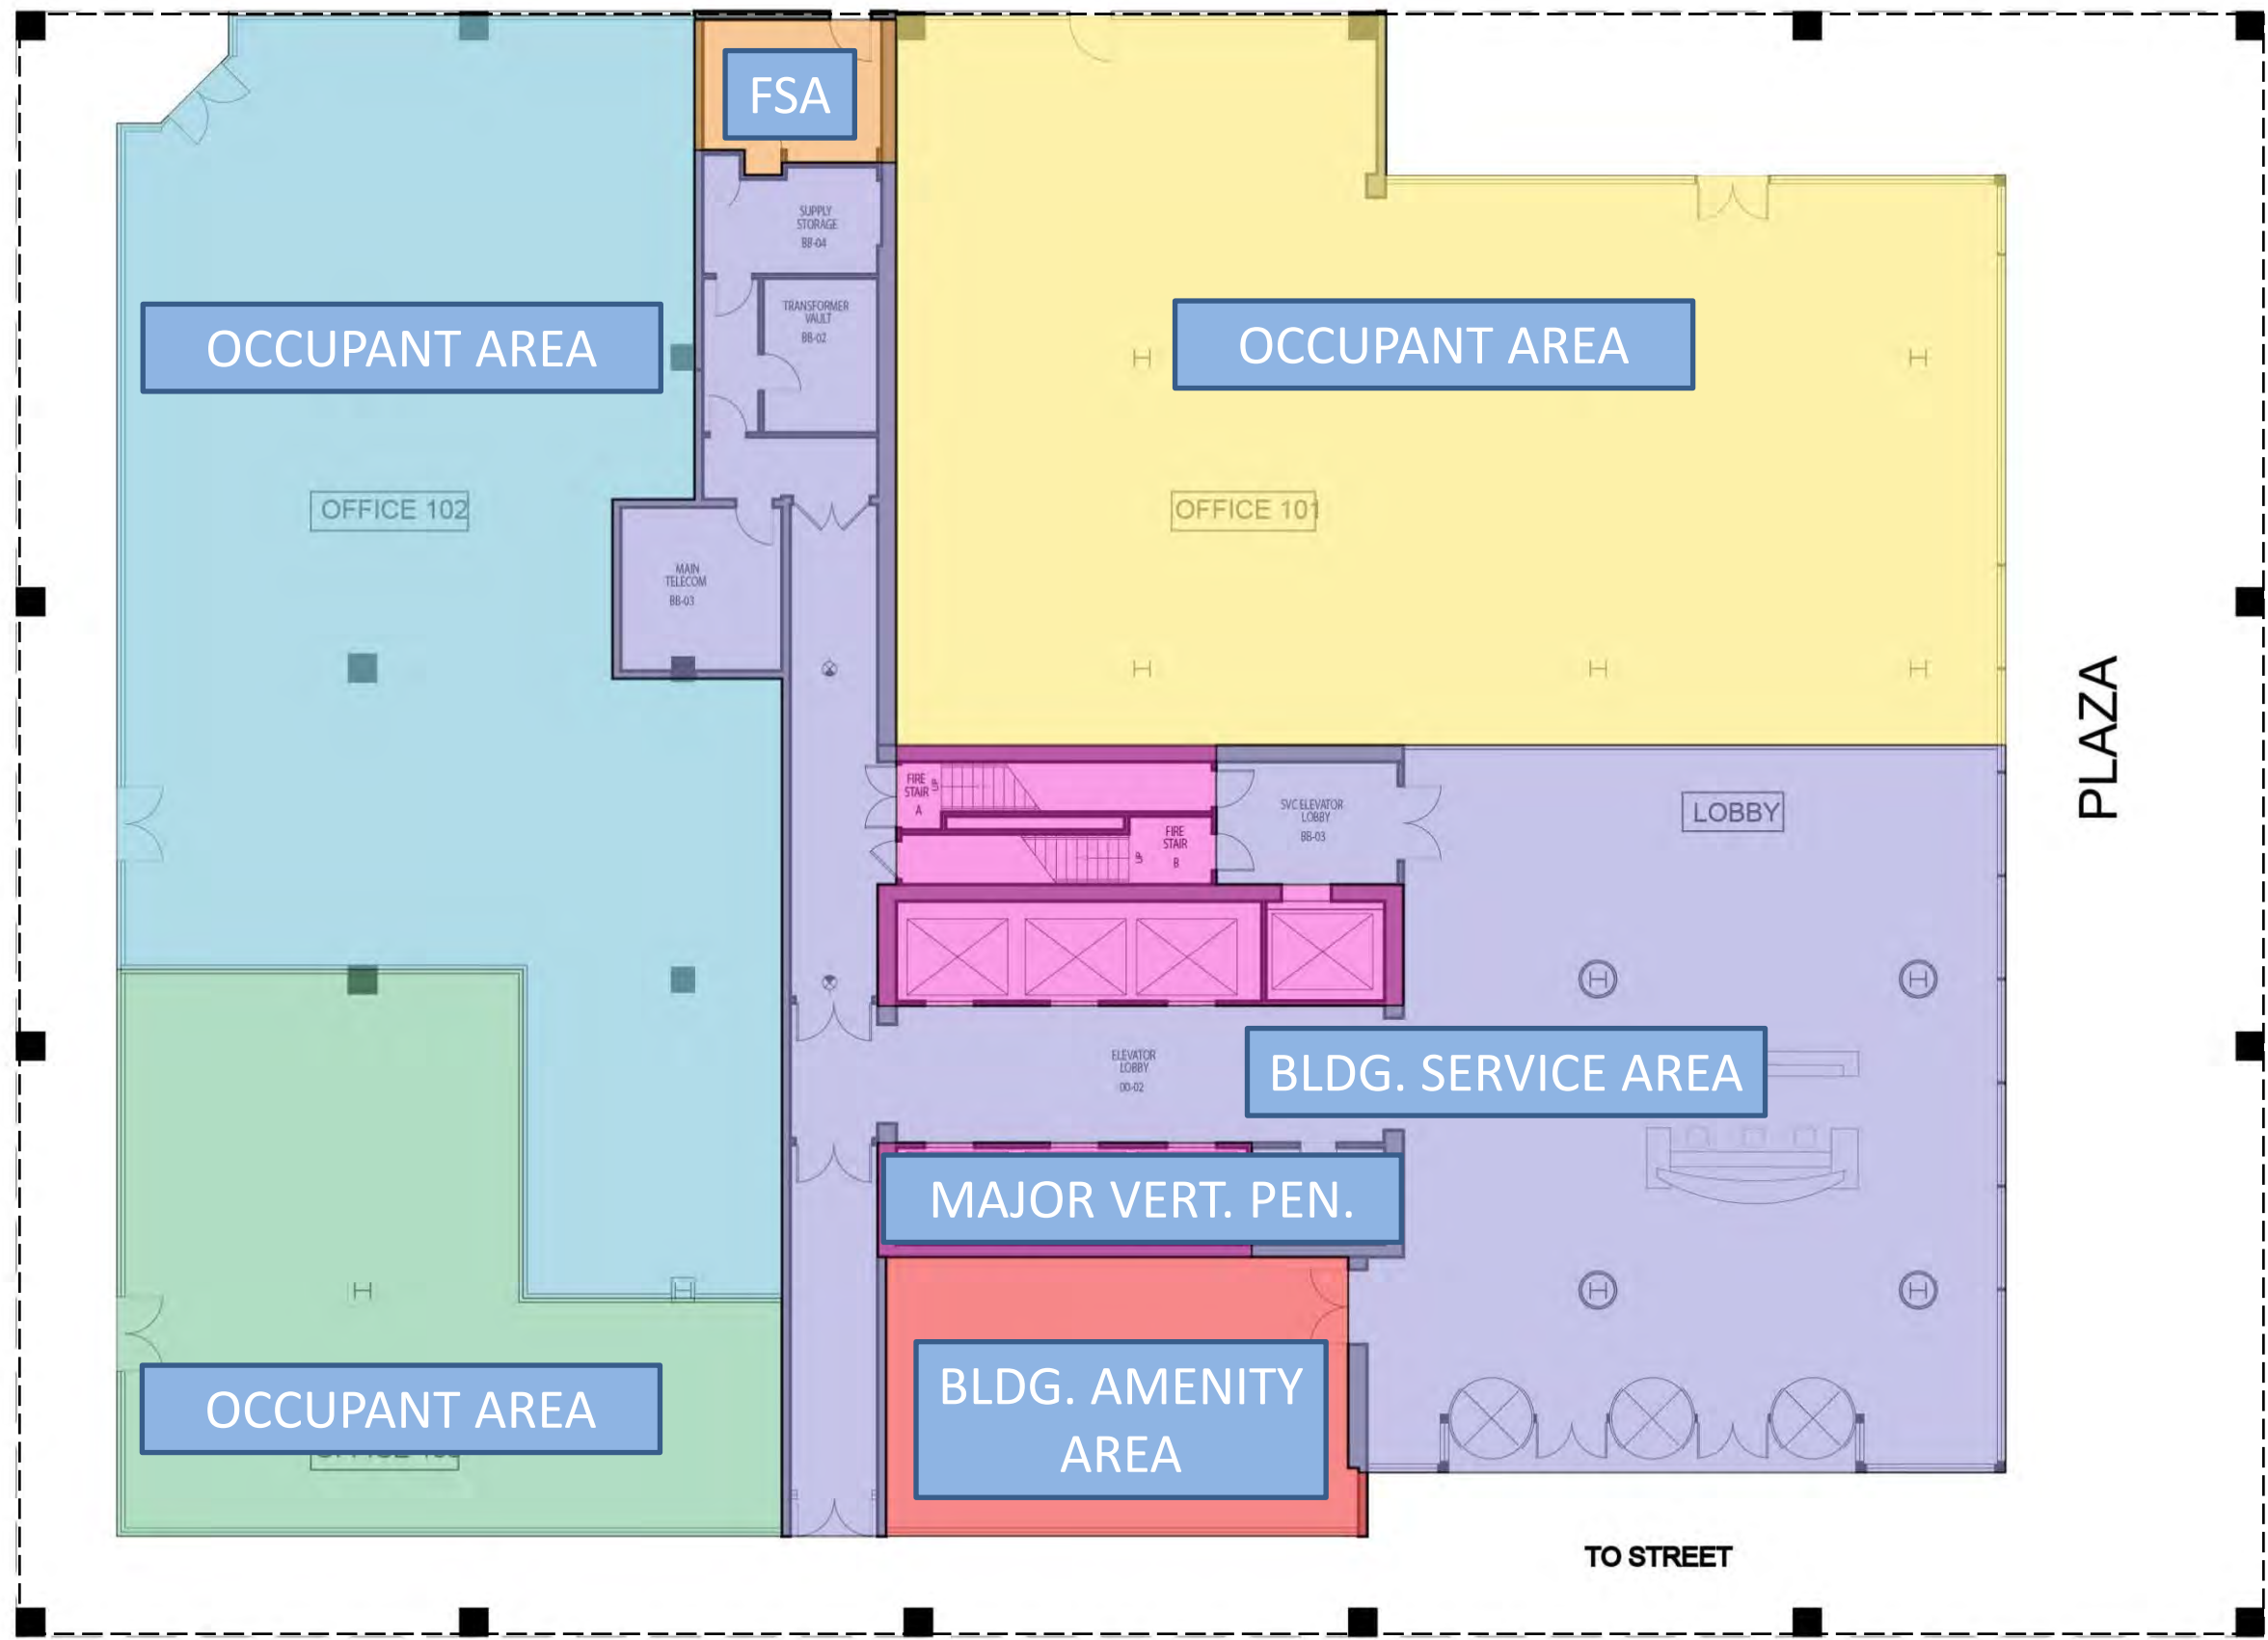 FSA
SUPPLY
STORAGE
BB-04
TRANSFORMER
VAULT
BB-02
OCCUPANT AREA
OCCUPANT AREA
OFFICE 102
OFFICE 101
MAIN
TELECOM
BB-03
PLAZA
FIRE
STAIR
A
UP
SVC ELEVATOR
LOBBY
BB-03
LOBBY
FIRE
STAIR
B
UP
ELEVATOR
LOBBY
00-02
BLDG. SERVICE AREA
MAJOR VERT. PEN.
BLDG. AMENITY
AREA
OCCUPANT AREA
TO STREET